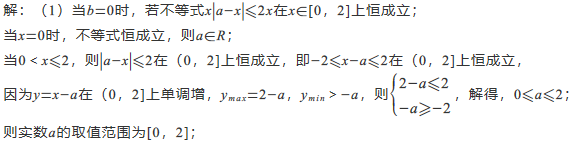 解：（1）当b=0时，若不等式x|a−x|⩽2x在x∈[0，2]上恒成立；
当x=0时，不等式恒成立，则a∈R；
当0＜x⩽2，则|a−x|⩽2在（0，2]上恒成立，即−2⩽x−a⩽2在（0，2]上恒成立，
因为y=x−a在（0，2]上单调增，y_max=2−a，y_min＞−a，则{2−a⩽2 −a⩾−2，解得，0⩽a⩽2；
则实数a的取值范围为[0，2]；